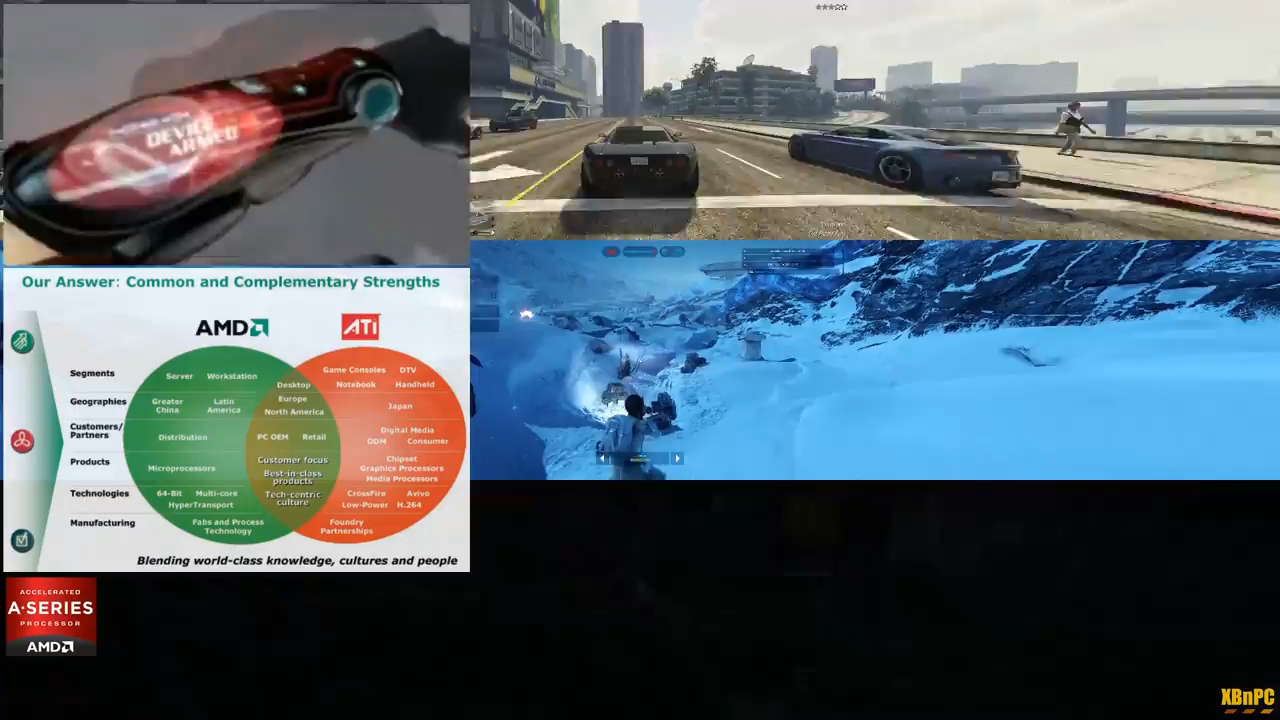 DEVICE
ARMED
Our Answer: Common and Complementary Strengths
AMD
ATi
Segments
Server Workstation
Desktop
Game Consoles DTV
Notebook Handheld
Geographies
Greater
China
Latin
America
Europe
North America
Japan
Customers/
Partners
Distribution
PC OEM Retail
Digital Media
ODM Consumer
Products
Microprocessors
Customer focus
Best-in-class
products
Chipset
Graphics Processors
Media Processors
Technologies
64-Bit Multi-core
HyperTransport
Tech-centric
culture
CrossFire Avivo
Low-Power H.264
Manufacturing
Fabs and Process
Technology
Foundry
Partnerships
Blending world-class knowledge, cultures and people
ACCELERATED
A-SERIES
PROCESSOR
AMD
XBnPC